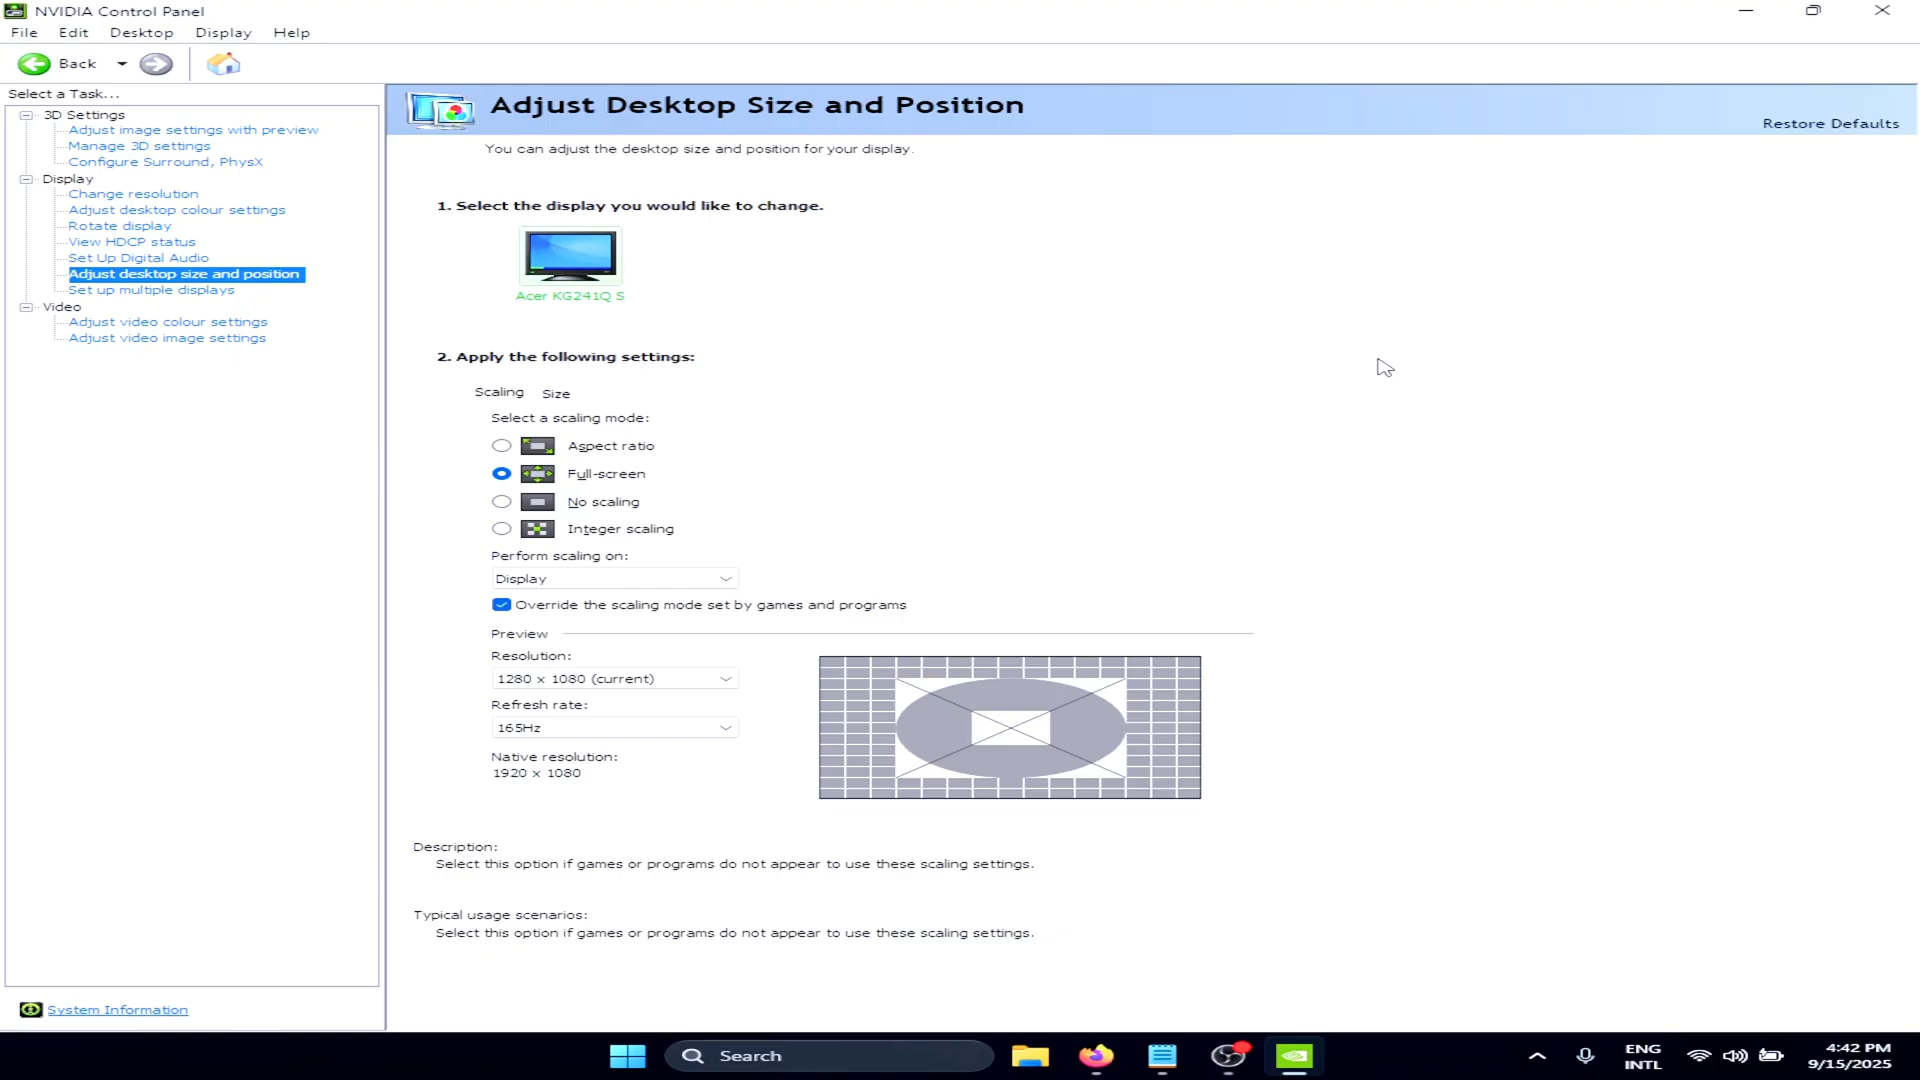 NVIDIA Control Panel
File Edit Desktop Display Help
Back
Select a Task...
3D Settings
Adjust image settings with preview
Manage 3D settings
Configure Surround, PhysX
Display
Change resolution
Adjust desktop colour settings
Rotate display
View HDCP status
Set Up Digital Audio
Adjust desktop size and position
Set up multiple displays
Video
Adjust video colour settings
Adjust video image settings
System Information
Adjust Desktop Size and Position
Restore Defaults
You can adjust the desktop size and position for your display.
1. Select the display you would like to change.
Acer KG241Q S
2. Apply the following settings:
Scaling Size
Select a scaling mode:
Aspect ratio
Full-screen
No scaling
Integer scaling
Perform scaling on:
Display
Override the scaling mode set by games and programs
Preview
Resolution:
1280 x 1080 (current)
Refresh rate:
165Hz
Native resolution:
1920 x 1080
Description:
Select this option if games or programs do not appear to use these scaling settings.
Typical usage scenarios:
Select this option if games or programs do not appear to use these scaling settings.
Search
ENG
INTL
4:42 PM
9/15/2025